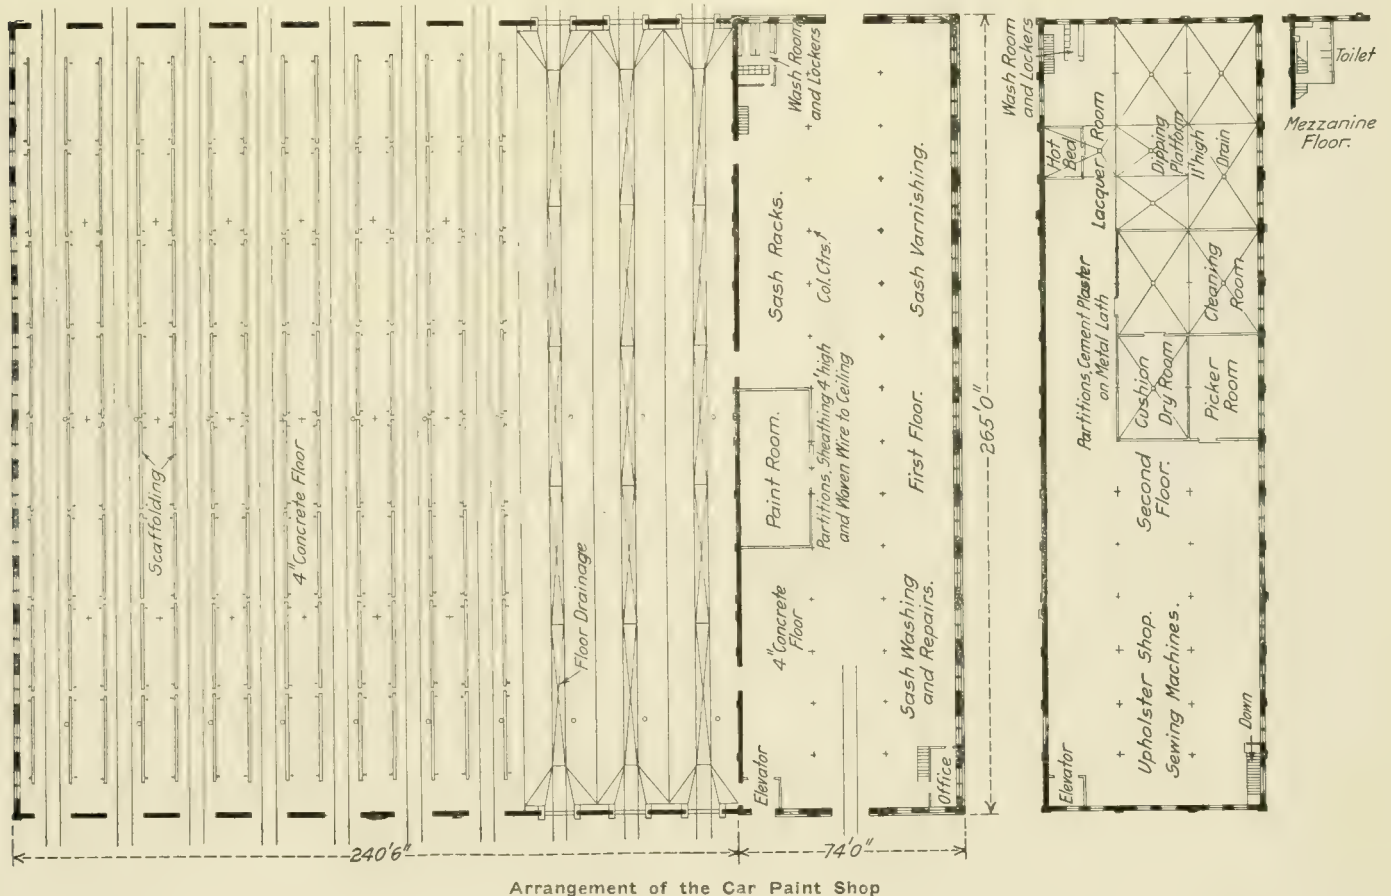 Wash Room
and Lockers
Wash Room
and Lockers
Toilet
Mezzanine
Floor.
Hot
Bed
Lacquer Room
Dipping
Platform
11' high
Drain
Sash Racks.
Col. Ctrs.
Sash Varnishing.
Partitions, Cement Plaster
on Metal Lath
Cleaning
Room
Cushion
Dry Room
Picker
Room
Scaffolding
4" Concrete Floor
Paint Room.
Partitions, Sheathing 4' high
and Woven Wire to Ceiling
First Floor.
265'0"
Second
Floor.
Floor Drainage
4" Concrete
Floor
Sash Washing
and Repairs.
Upholster Shop.
Sewing Machines.
Down
Elevator
Office
Elevator
240'6"
74'0"
Arrangement of the Car Paint Shop